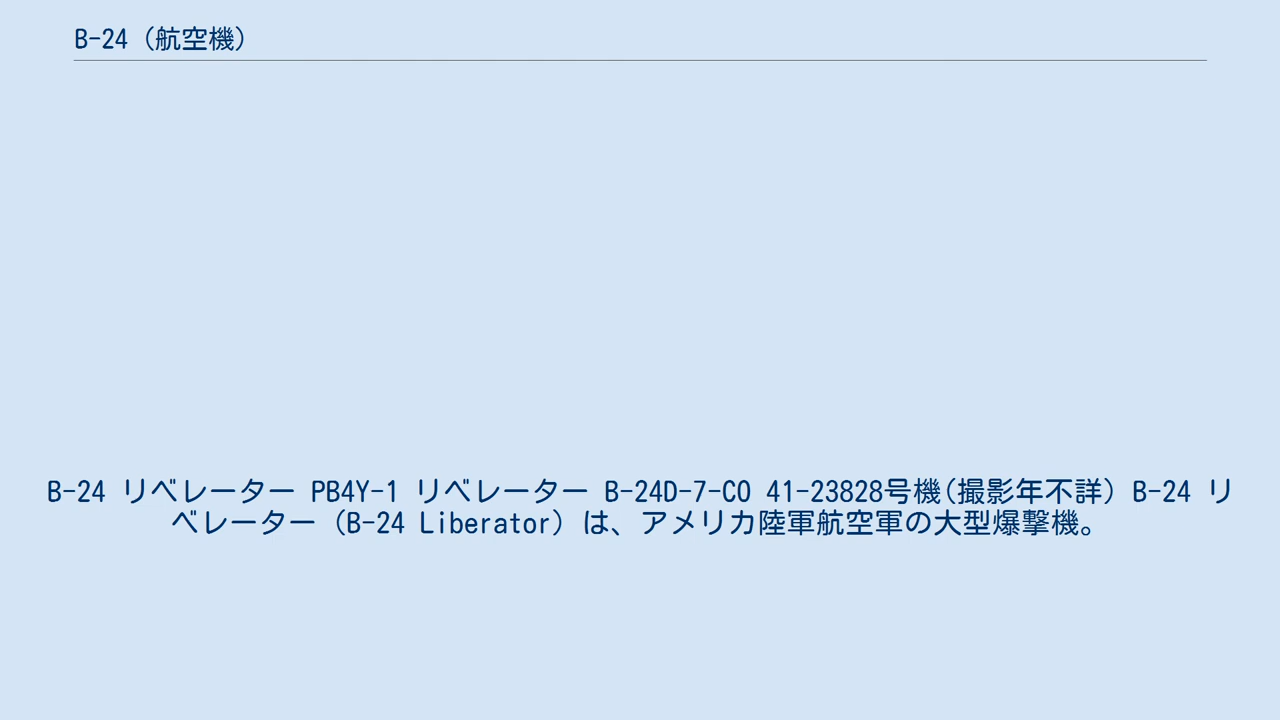 B-24（航空機）
B-24 リベレーター PB4Y-1 リベレーター B-24D-7-CO 41-23828号機(撮影年不詳) B-24 リ
ベレーター（B-24 Liberator）は、アメリカ陸軍航空軍の大型爆撃機。